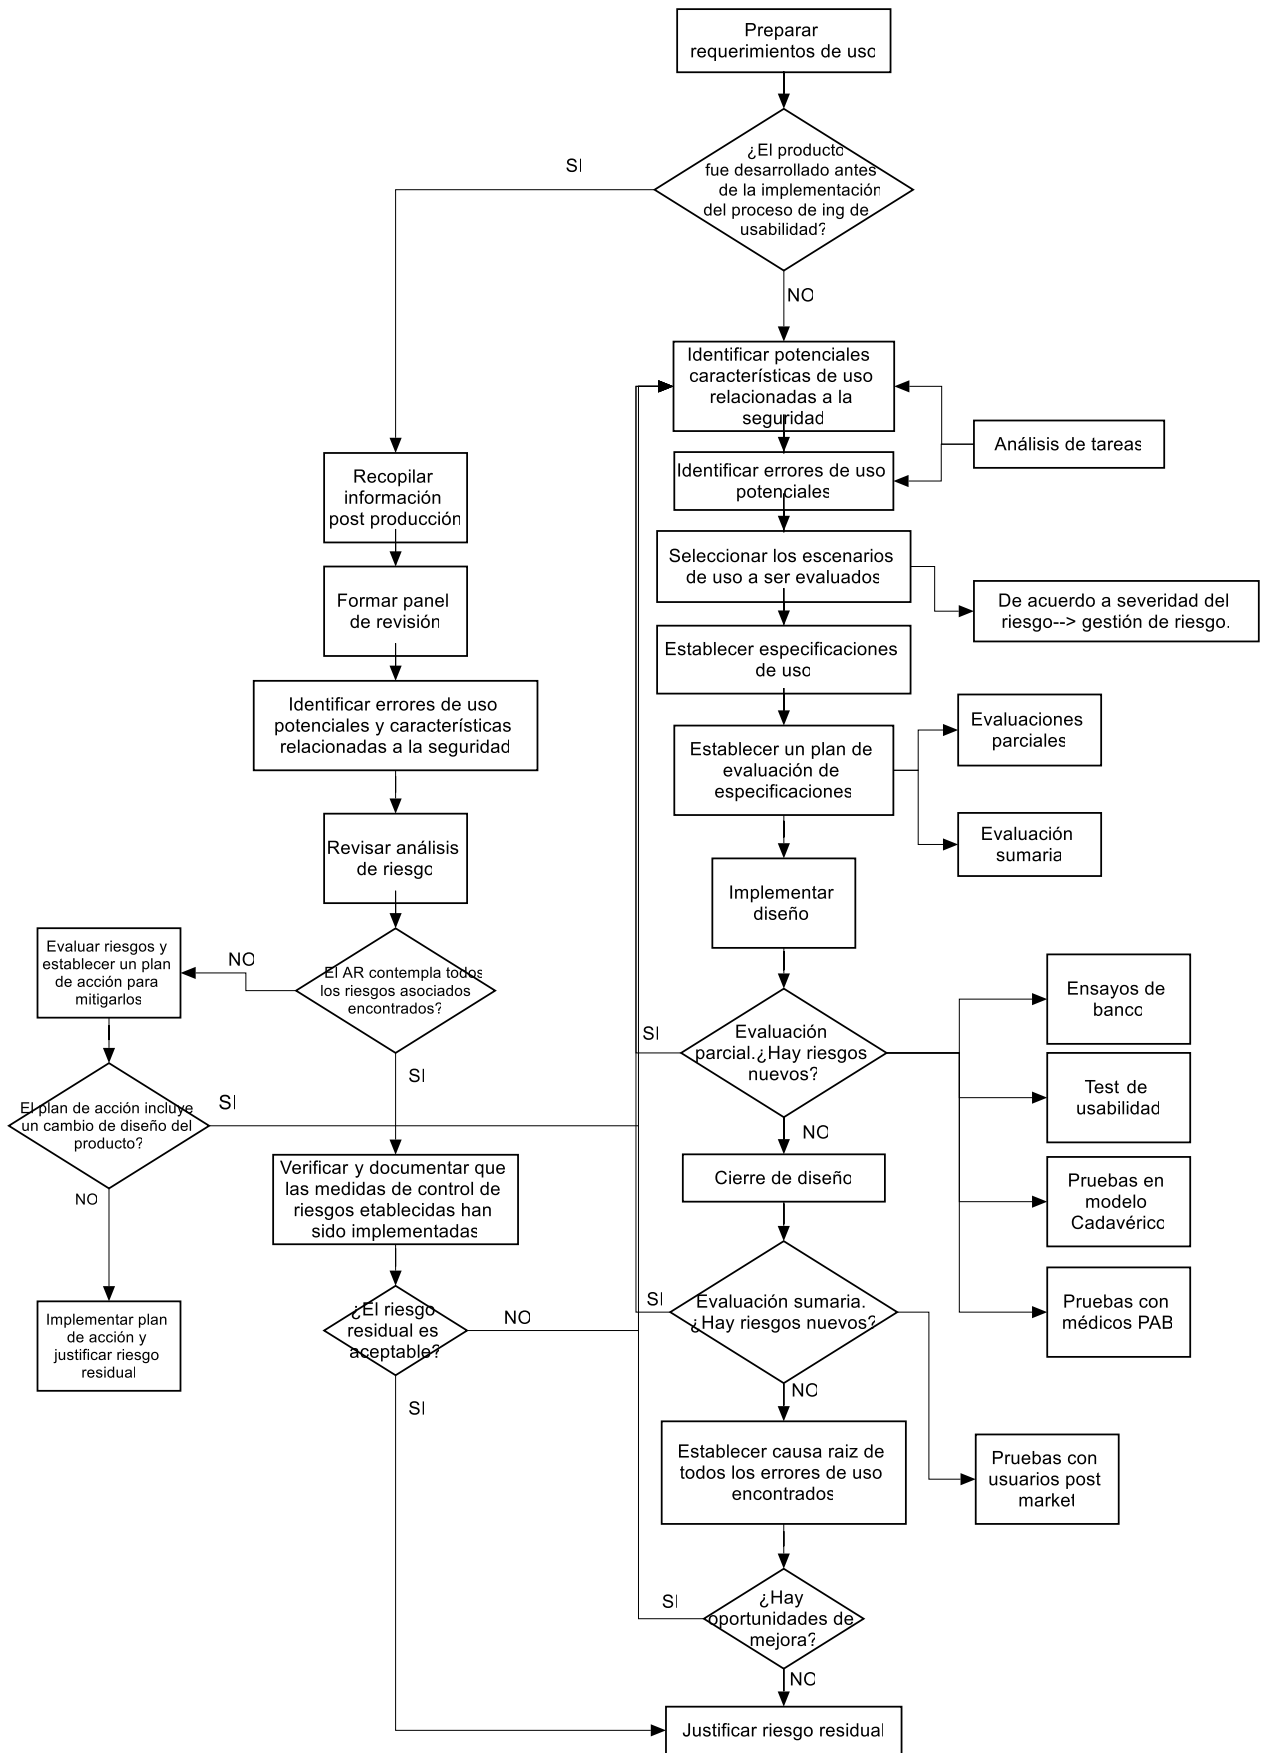 Preparar
requerimientos de uso
¿El producto
fue desarrollado antes
de la implementación
del proceso de ing de
usabilidad?
SI
NO
Identificar potenciales
características de uso
relacionadas a la
seguridad
Análisis de tareas
Identificar errores de uso
potenciales
Recopilar
información
post producción
Seleccionar los escenarios
de uso a ser evaluados
De acuerdo a severidad del
riesgo--> gestión de riesgo.
Formar panel
de revisión
Establecer especificaciones
de uso
Identificar errores de uso
potenciales y características
relacionadas a la seguridad
Evaluaciones
parciales
Establecer un plan de
evaluación de
especificaciones
Evaluación
sumaria
Revisar análisis
de riesgo
Implementar
diseño
Evaluar riesgos y
establecer un plan
de acción para
mitigarlos
NO
El AR contempla todos
los riesgos asociados
encontrados?
SI
Ensayos de
banco
SI
Evaluación
parcial.¿Hay riesgos
nuevos?
Test de
usabilidad
El plan de acción incluye
un cambio de diseño del
producto?
SI
NO
NO
Verificar y documentar que
las medidas de control de
riesgos etablecidas han
sido implementadas
Cierre de diseño
Pruebas en
modelo
Cadavérico
Implementar plan
de acción y
justificar riesgo
residual
¿El riesgo
residual es
aceptable?
NO
SI
SI
Evaluación sumaria.
¿Hay riesgos nuevos?
Pruebas con
médicos PAB
NO
Establecer causa raiz de
todos los errores de uso
encontrados
Pruebas con
usuarios post
market
SI
¿Hay
oportunidades de
mejora?
NO
Justificar riesgo residual